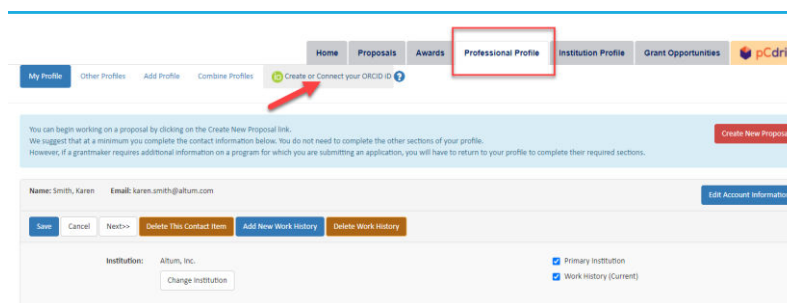 Home Proposals Awards Professional Profile Institution Profile Grant Opportunities pCdri
My Profile Other Profiles Add Profile Combine Profiles iD Create or Connect your ORCID iD ?
You can begin working on a proposal by clicking on the Create New Proposal link.
We suggest that at a minimum you complete the contact information below. You do not need to complete the other sections of your profile.
However, if a grantmaker requires additional information on a program for which you are submitting an application, you will have to return to your profile to complete their required sections.
Create New Proposa
Name: Smith, Karen Email: karen.smith@altum.com
Edit Account Informatio
Save Cancel Next>> Delete This Contact Item Add New Work History Delete Work History
Institution: Altum, Inc. Primary Institution
Change Institution Work History (Current)